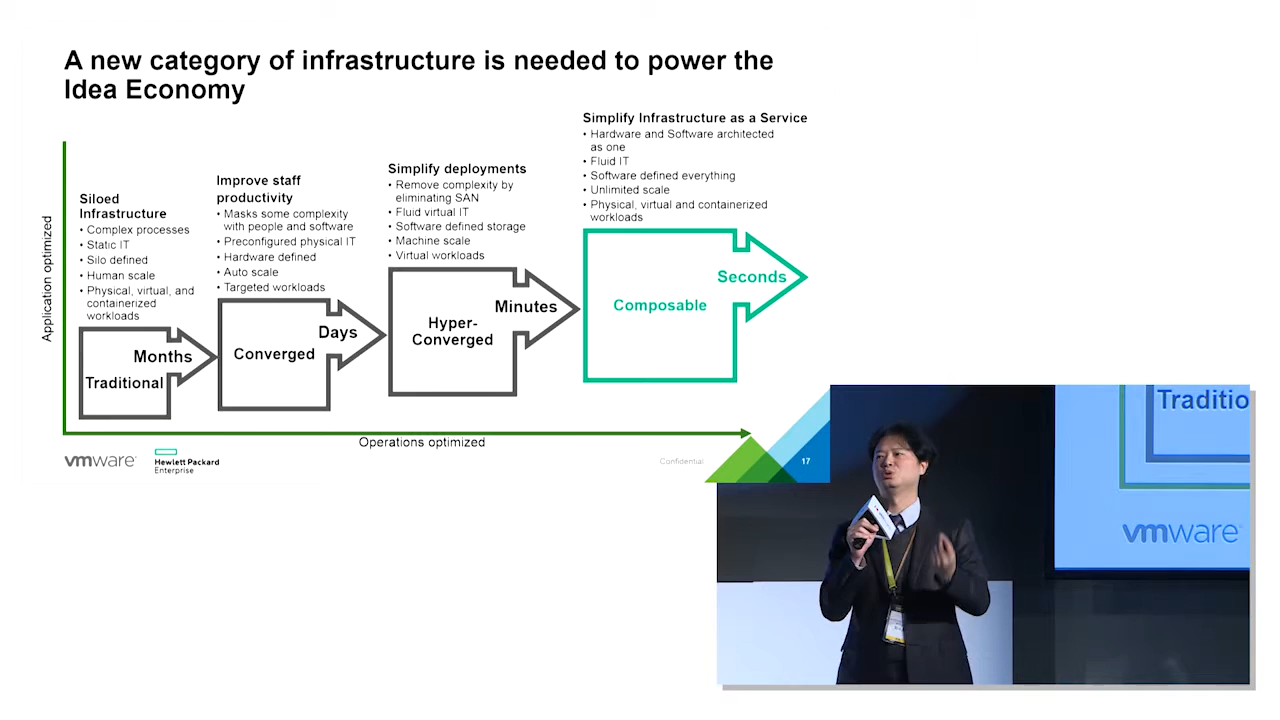 A new category of infrastructure is needed to power the
Idea Economy
Application optimized
Siloed
Infrastructure
• Complex processes
• Static IT
• Silo defined
• Human scale
• Physical, virtual, and
containerized
workloads
Months
Traditional
Improve staff
productivity
• Masks some complexity
with people and software
• Preconfigured physical IT
• Hardware defined
• Auto scale
• Targeted workloads
Days
Converged
Simplify deployments
• Remove complexity by
eliminating SAN
• Fluid virtual IT
• Software defined storage
• Machine scale
• Virtual workloads
Minutes
Hyper-
Converged
Simplify Infrastructure as a Service
• Hardware and Software architected
as one
• Fluid IT
• Software defined everything
• Unlimited scale
• Physical, virtual and containerized
workloads
Seconds
Composable
Operations optimized
vmware
Hewlett Packard
Enterprise
Confidential
17
Traditio
vmware